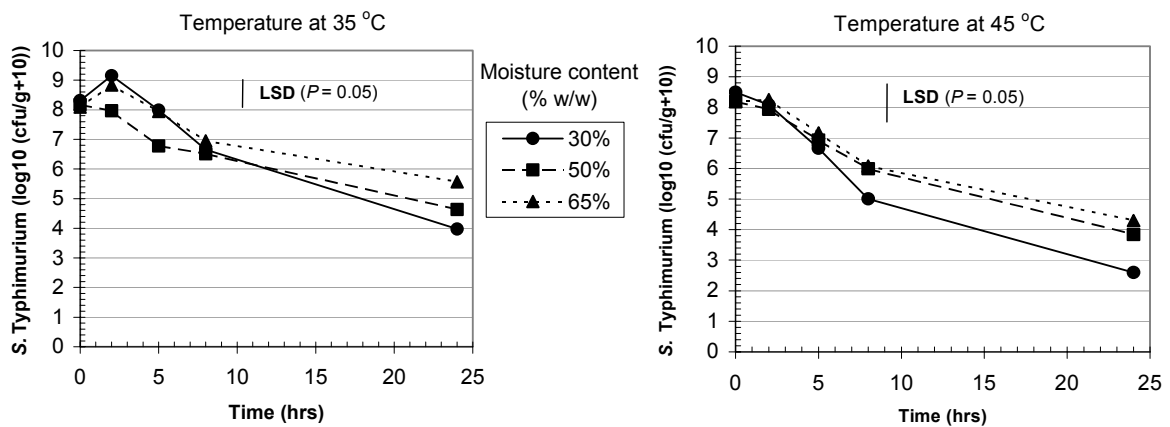 Temperature at 35 °C
S. Typhimurium (log10 (cfu/g+10))
10
9
8
7
6
5
4
3
2
1
0
LSD (P = 0.05)
0 5 10 15 20 25
Time (hrs)
Moisture content
(% w/w)
30%
50%
65%
Temperature at 45 °C
S. Typhimurium (log10 (cfu/g+10))
10
9
8
7
6
5
4
3
2
1
0
LSD (P = 0.05)
0 5 10 15 20 25
Time (hrs)